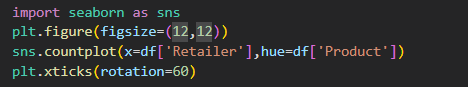 import seaborn as sns
plt.figure(figsize=(12,12))
sns.countplot(x=df['Retailer'],hue=df['Product'])
plt.xticks(rotation=60)